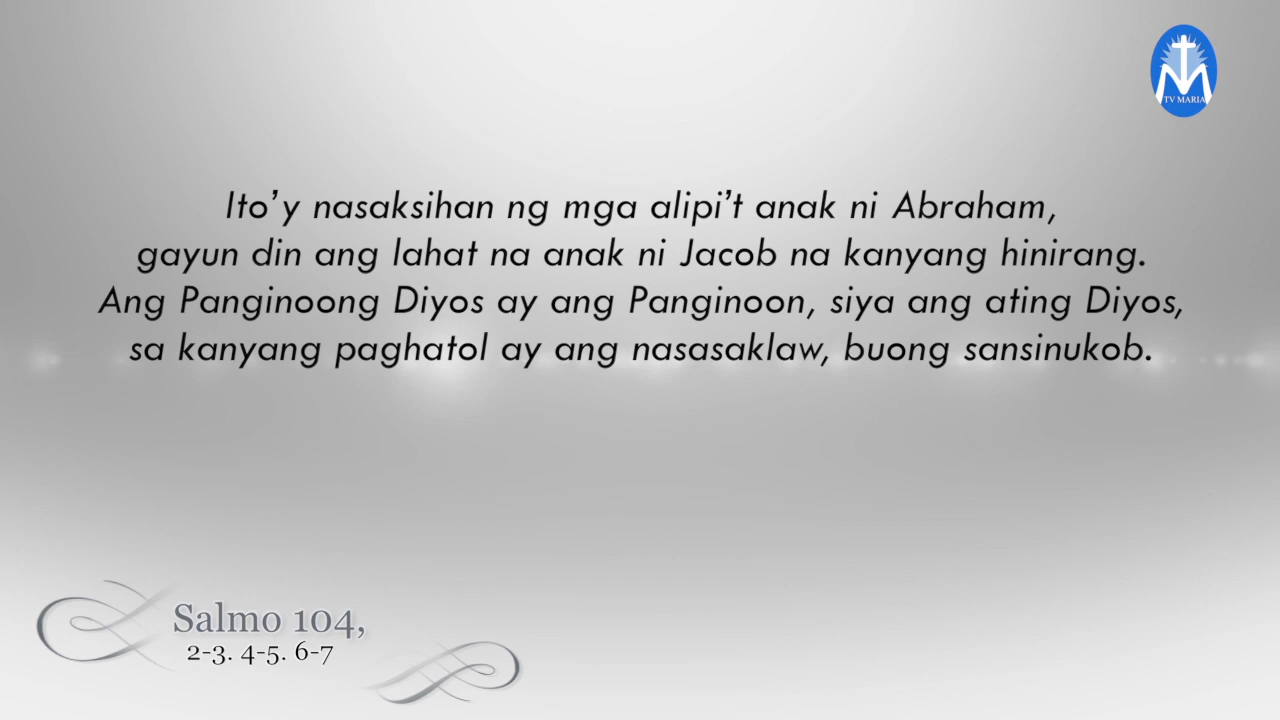 TV MARIA
Ito’y nasaksihan ng mga alipi’t anak ni Abraham,
gayun din ang lahat na anak ni Jacob na kanyang hinirang.
Ang Panginoong Diyos ay ang Panginoon, siya ang ating Diyos,
sa kanyang paghatol ay ang nasasaklaw, buong sansinukob.
Salmo 104,
2-3. 4-5. 6-7